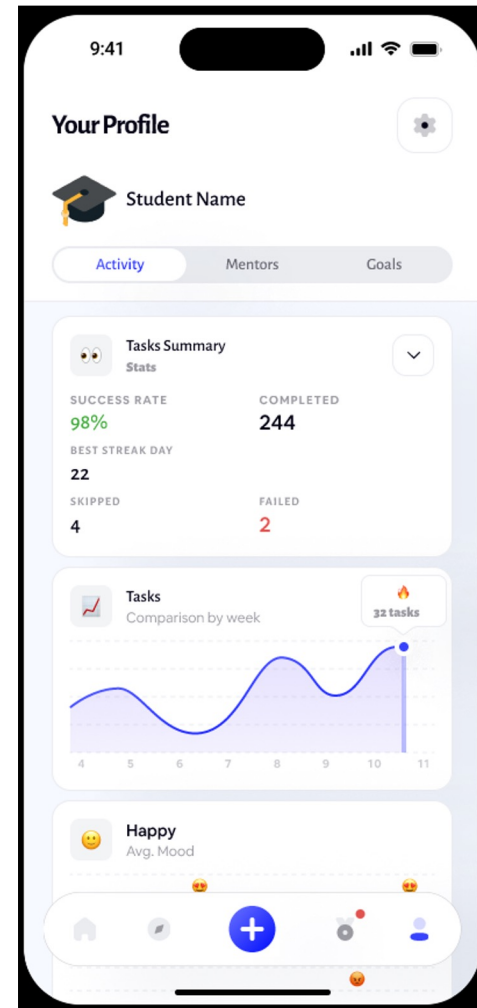 9:41
Your Profile
Student Name
Activity Mentors Goals
Tasks Summary
Stats
SUCCESS RATE COMPLETED
98% 244
BEST STREAK DAY
22
SKIPPED FAILED
4 2
Tasks
Comparison by week
32 tasks
4 5 6 7 8 9 10 11
Happy
Avg. Mood